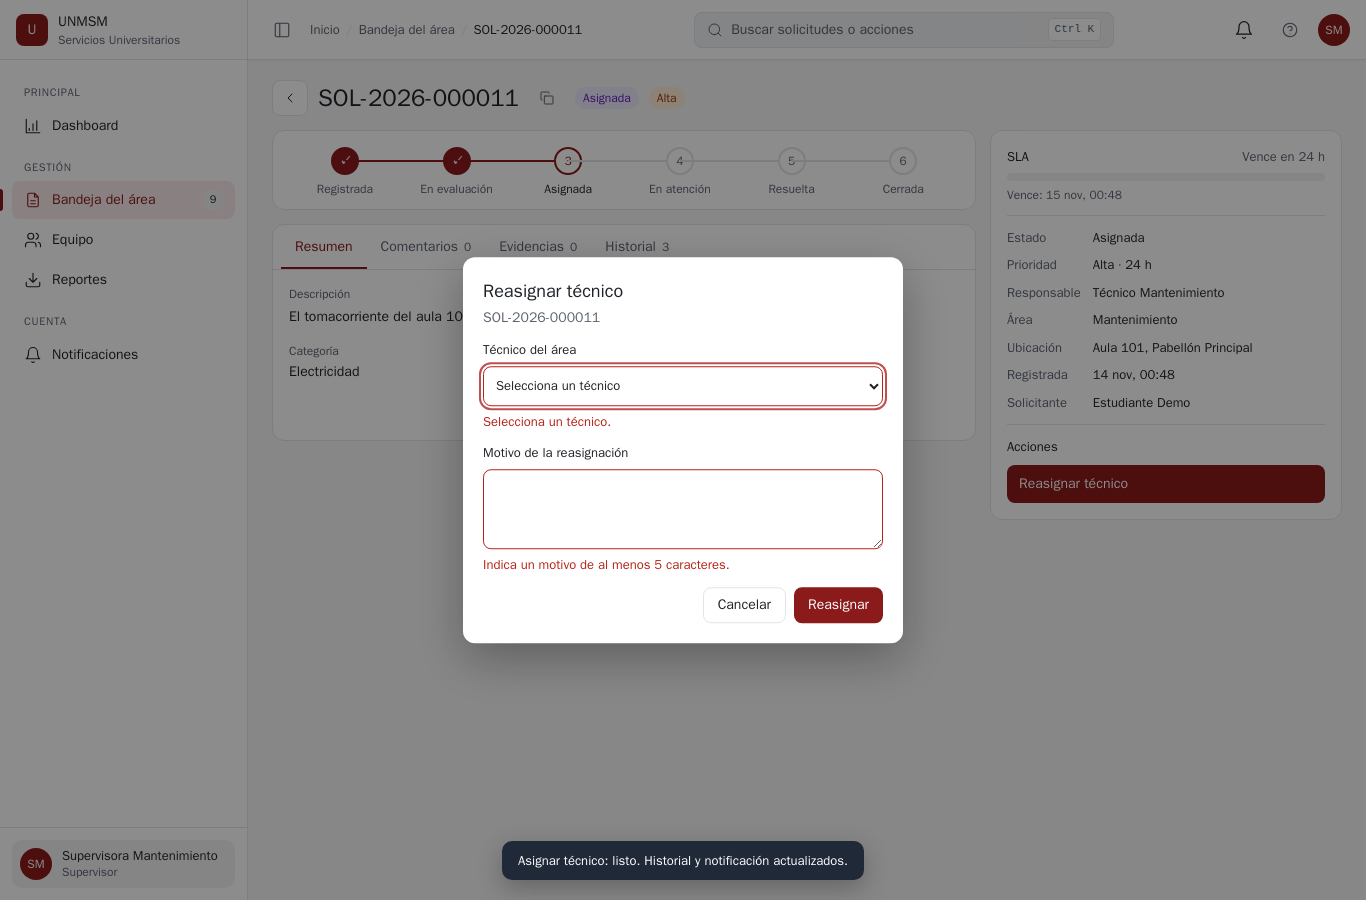 U
UNMSM
Servicios Universitarios
Inicio / Bandeja del área / SOL-2026-000011
Buscar solicitudes o acciones
Ctrl K
SM
PRINCIPAL
Dashboard
GESTIÓN
Bandeja del área 9
Equipo
Reportes
CUENTA
Notificaciones
SOL-2026-000011
Asignada
Alta
3 4 5 6
Registrada En evaluación Asignada En atención Resuelta Cerrada
Resumen Comentarios 0 Evidencias 0 Historial 3
Descripción
El tomacorriente del aula 10
Categoría
Electricidad
SLA Vence en 24 h
Vence: 15 nov, 00:48
Estado Asignada
Prioridad Alta · 24 h
Responsable Técnico Mantenimiento
Área Mantenimiento
Ubicación Aula 101, Pabellón Principal
Registrada 14 nov, 00:48
Solicitante Estudiante Demo
Acciones
Reasignar técnico
Reasignar técnico
SOL-2026-000011
Técnico del área
Selecciona un técnico
Selecciona un técnico.
Motivo de la reasignación
Indica un motivo de al menos 5 caracteres.
Cancelar Reasignar
SM
Supervisora Mantenimiento
Supervisor
Asignar técnico: listo. Historial y notificación actualizados.